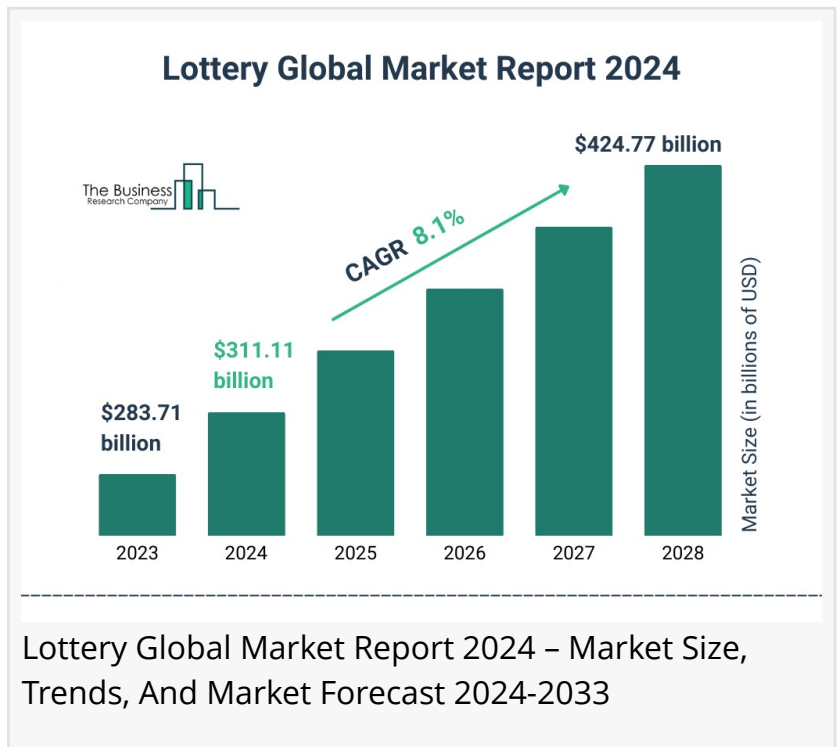 Lottery Global Market Report 2024
$424.77 billion
The Business
Research Company
CAGR 8.1%
$311.11
billion
$283.71
billion
Market Size (in billions of USD)
2023 2024 2025 2026 2027 2028
Lottery Global Market Report 2024 – Market Size,
Trends, And Market Forecast 2024-2033